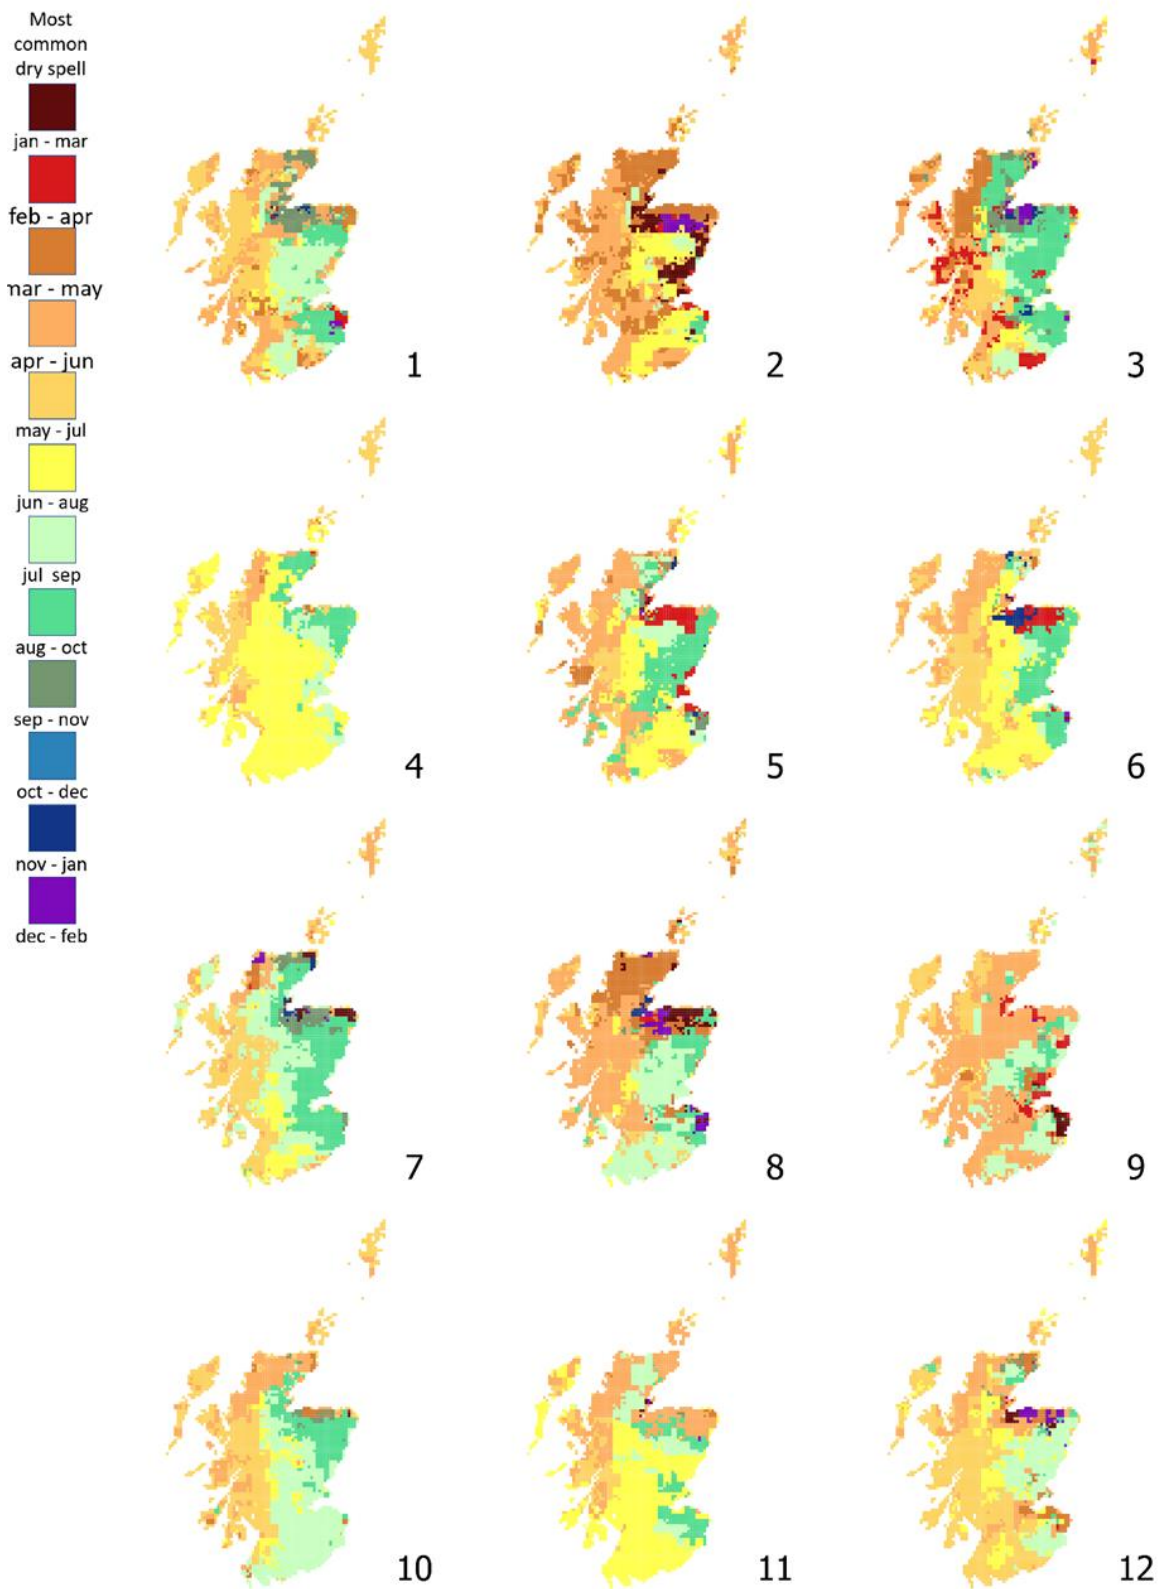 Most
common
dry spell
jan - mar
feb - apr
mar - may
apr - jun
may - jul
jun - aug
jul sep
aug - oct
sep - nov
oct - dec
nov - jan
dec - feb
1
2
3
4
5
6
7
8
9
10
11
12